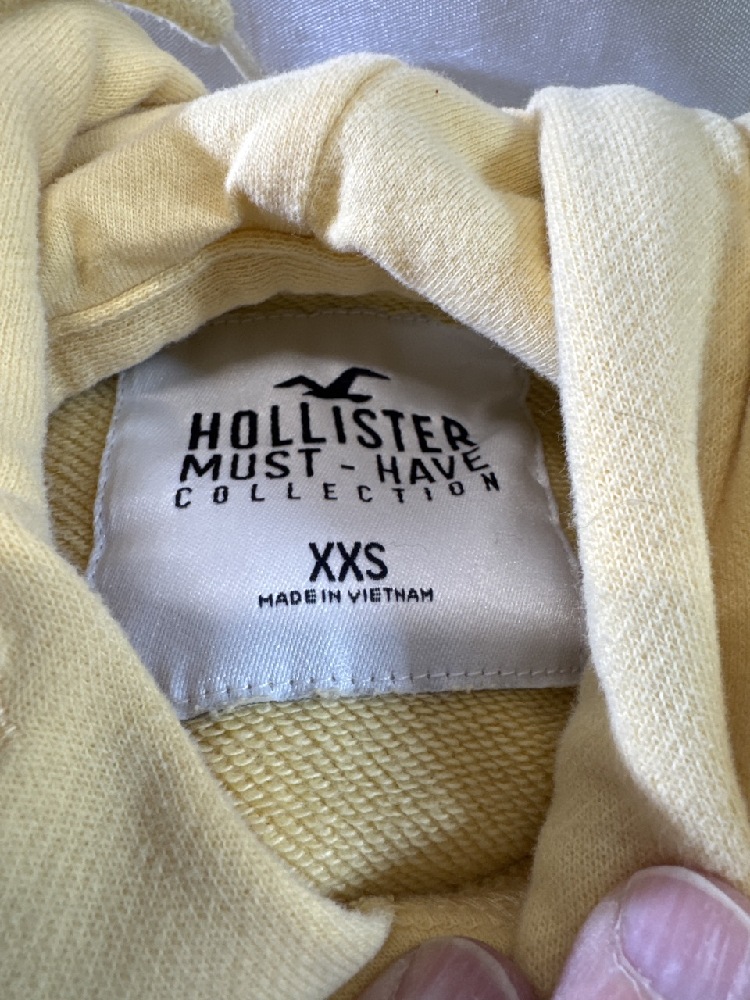 HOLLISTER
MUST - HAVE
COLLECTION
XXS
MADE IN VIETNAM